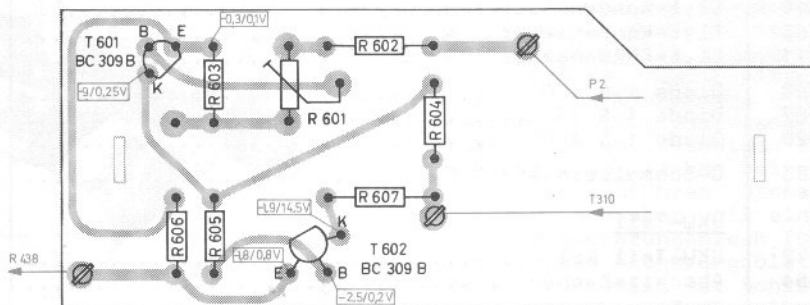 -0,3/0,1V
B E
T 601
BC 309 B
K
-9/0,25V
R 602
R 603
R 601
P2
R 604
R 607
T310
-1,9/14,5V
K
R 606
R 605
T 602
BC 309 B
-1,8/0,8V
E B
-2,5/0,2V
R 438